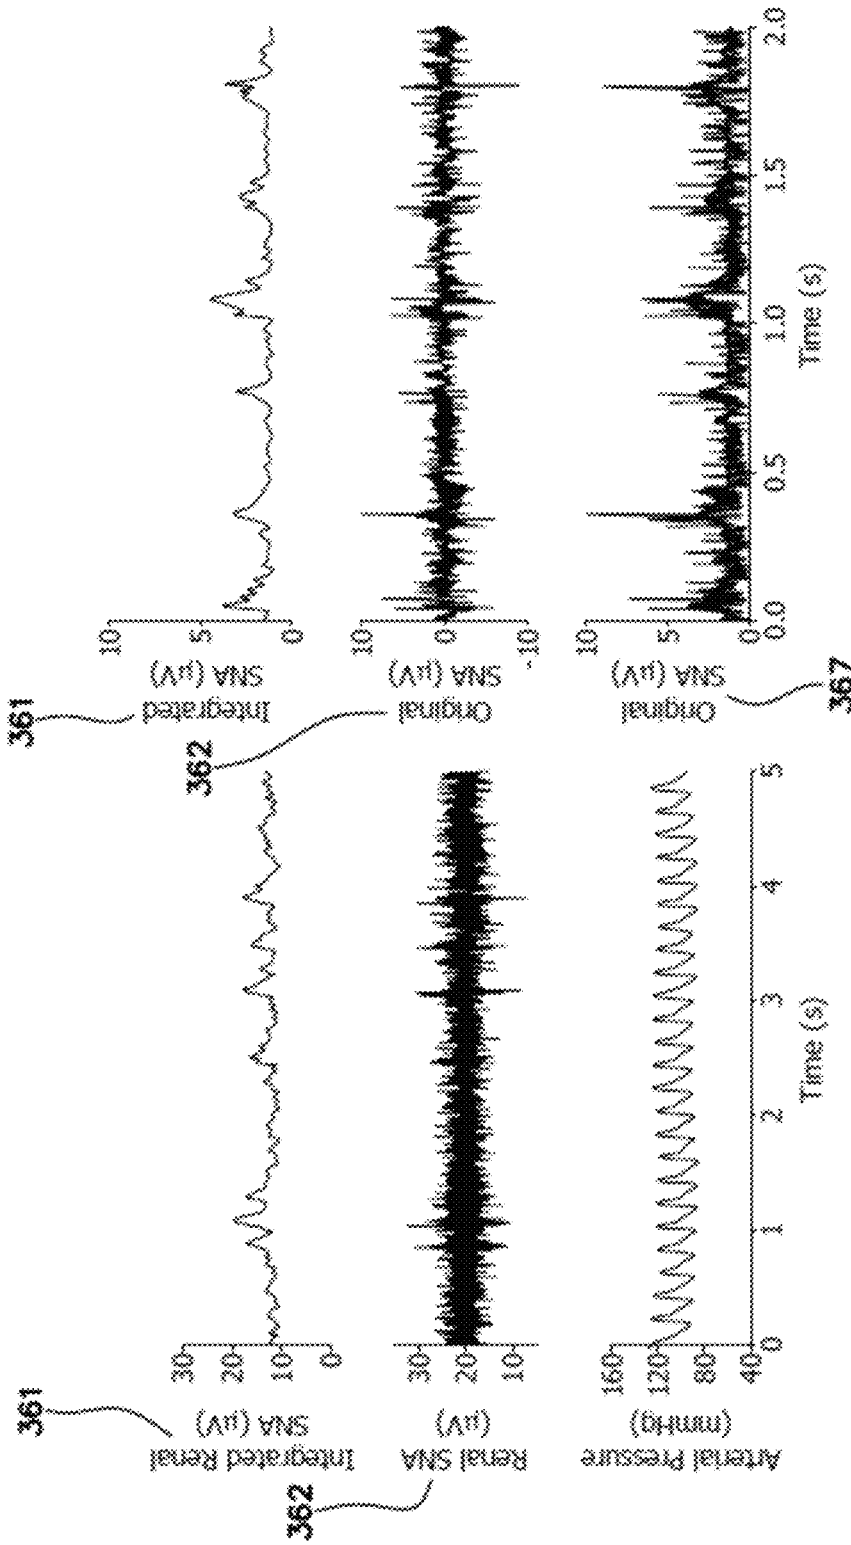 361
Integrated Renal
SNA (µV)
30
20
10
0
362
Renal SNA
(µV)
30
20
10
Arterial Pressure
(mmHg)
160
120
80
40
0
1
2
3
4
5
Time (s)
361
Integrated
SNA (µV)
10
5
0
362
Original
SNA (µV)
10
0
-10
Original
SNA (µV)
10
5
0
367
0.0
0.5
1.0
1.5
2.0
Time (s)